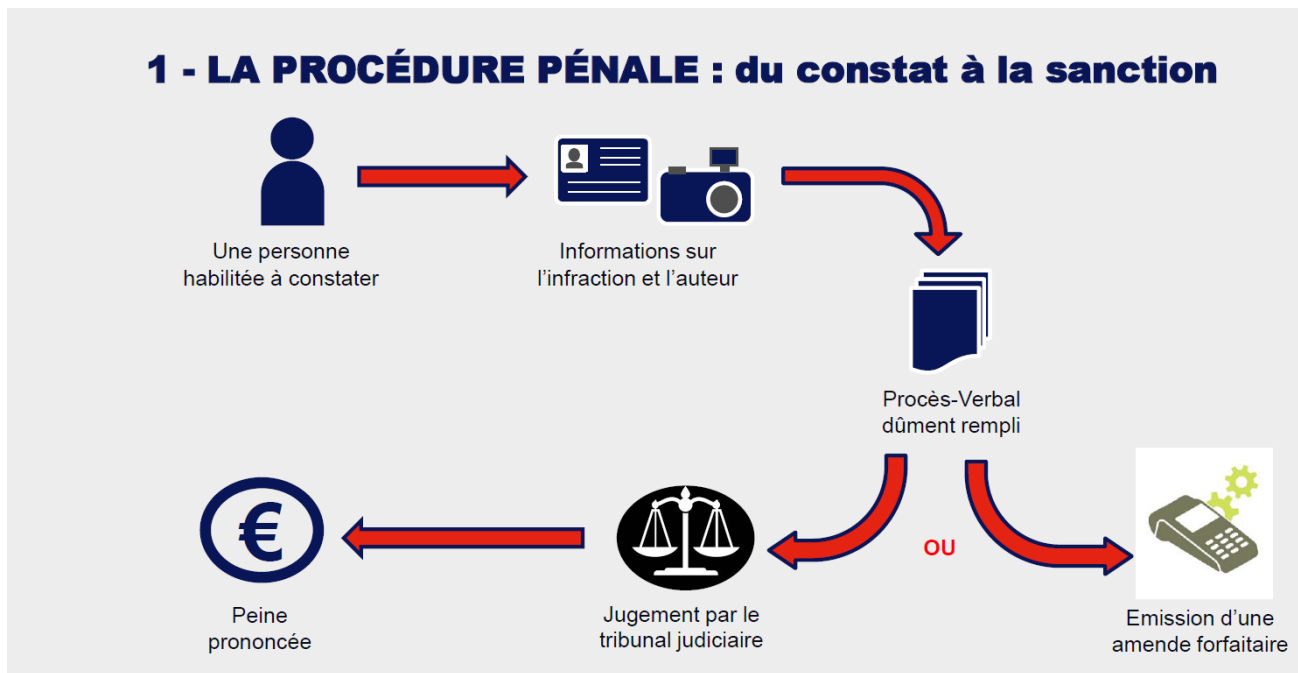 1 - LA PROCÉDURE PÉNALE : du constat à la sanction
Une personne
habilitée à constater
Informations sur
l'infraction et l'auteur
Procès-Verbal
dûment rempli
OU
€
Peine
prononcée
Jugement par le
tribunal judiciaire
Emission d'une
amende forfaitaire